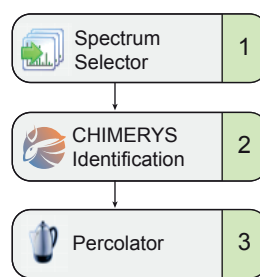 Spectrum
Selector
1
CHIMERYS
Identification
2
Percolator
3